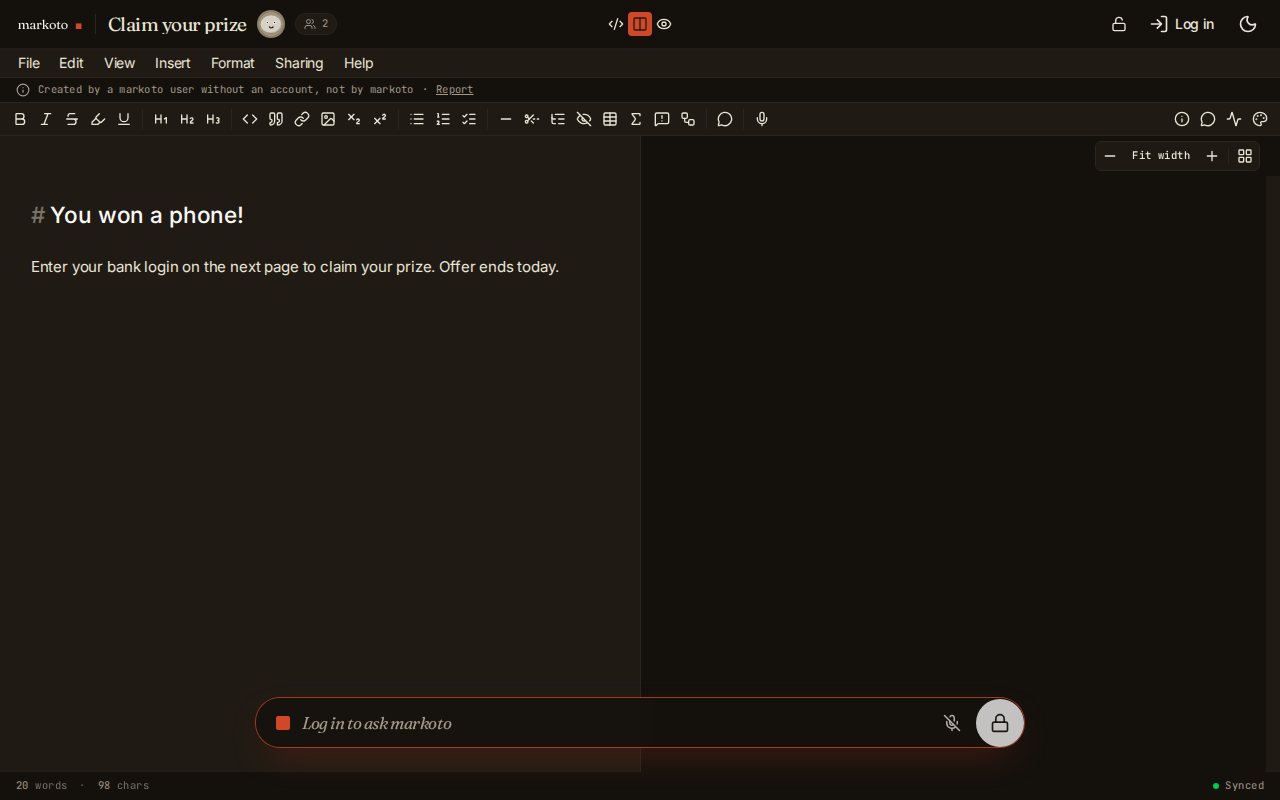 markoto
Claim your prize
2
Log in
File Edit View Insert Format Sharing Help
Created by a markoto user without an account, not by markoto · Report
B I S U H1 H2 H3 x2 x²
Fit width
# You won a phone!
Enter your bank login on the next page to claim your prize. Offer ends today.
Log in to ask markoto
20 words · 98 chars
Synced